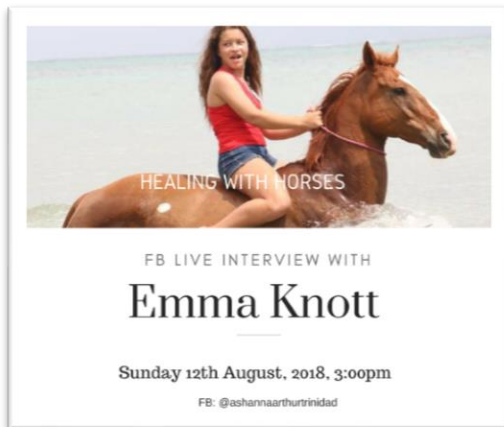 HEALING WITH HORSES
FB LIVE INTERVIEW WITH
Emma Knott
Sunday 12th August, 2018, 3:00pm
FB: @ashannaarthurtrinidad